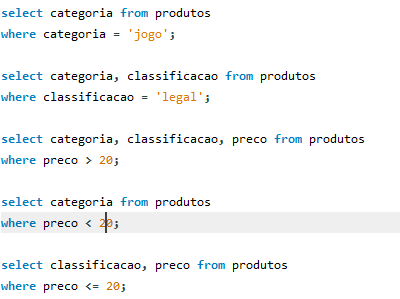 select categoria from produtos
where categoria = 'jogo';
select categoria, classificacao from produtos
where classificacao = 'legal';
select categoria, classificacao, preco from produtos
where preco > 20;
select categoria from produtos
where preco < 20;
select classificacao, preco from produtos
where preco <= 20;